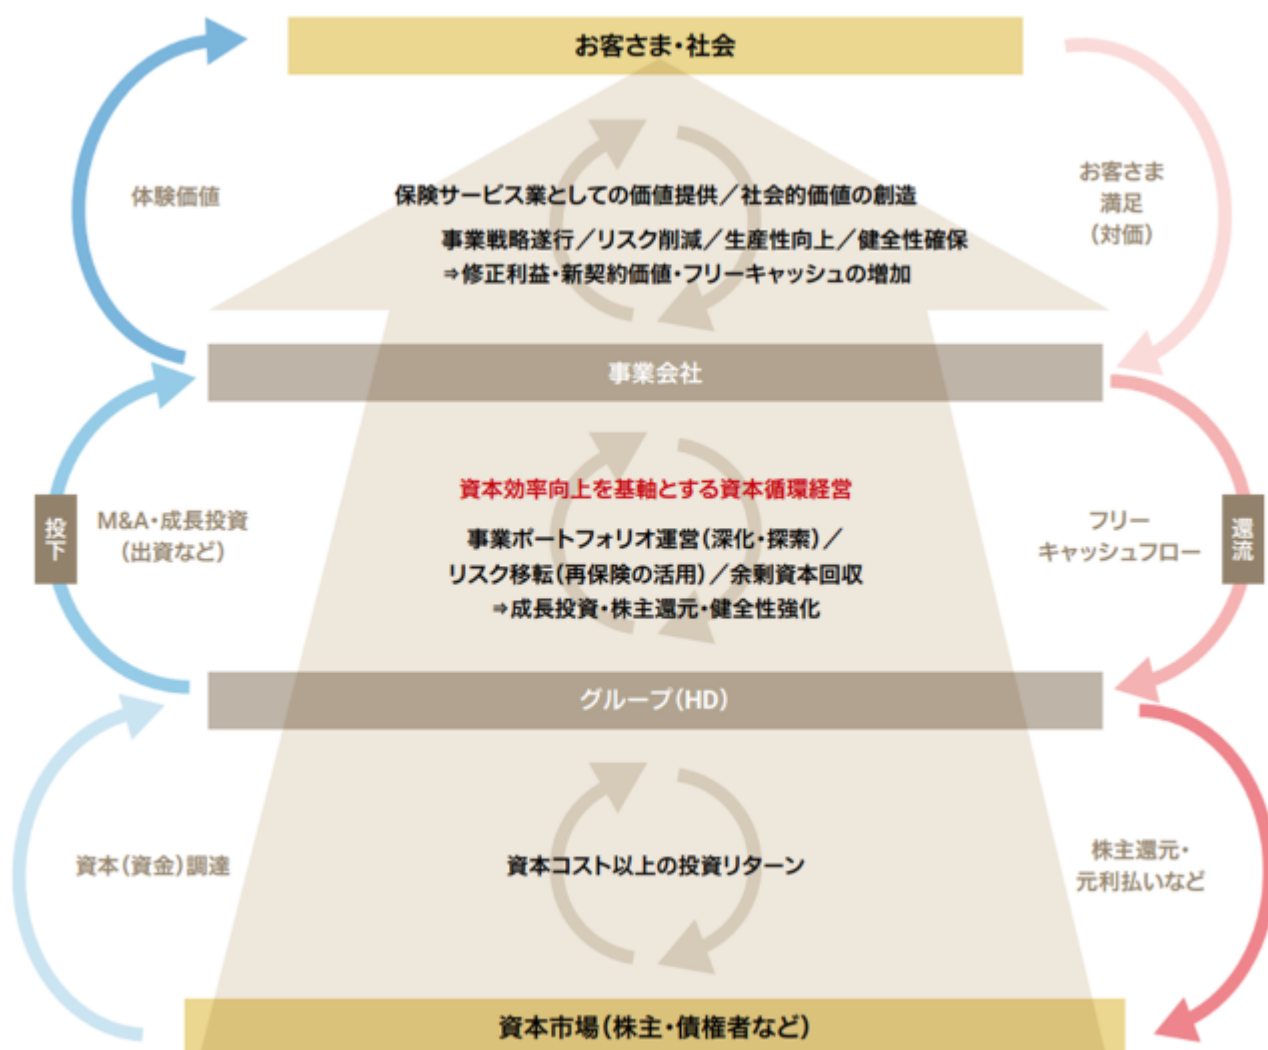 お客さま・社会
体験価値
保険サービス業としての価値提供／社会的価値の創造
事業戦略遂行／リスク削減／生産性向上／健全性確保
⇒修正利益・新契約価値・フリーキャッシュの増加
お客さま
満足
（対価）
事業会社
投下
M&A・成長投資
（出資など）
資本効率向上を基軸とする資本循環経営
事業ポートフォリオ運営（深化・探索）／
リスク移転（再保険の活用）／余剰資本回収
⇒成長投資・株主還元・健全性強化
フリー
キャッシュフロー
還流
グループ（HD）
資本（資金）調達
資本コスト以上の投資リターン
株主還元・
元利払いなど
資本市場（株主・債権者など）